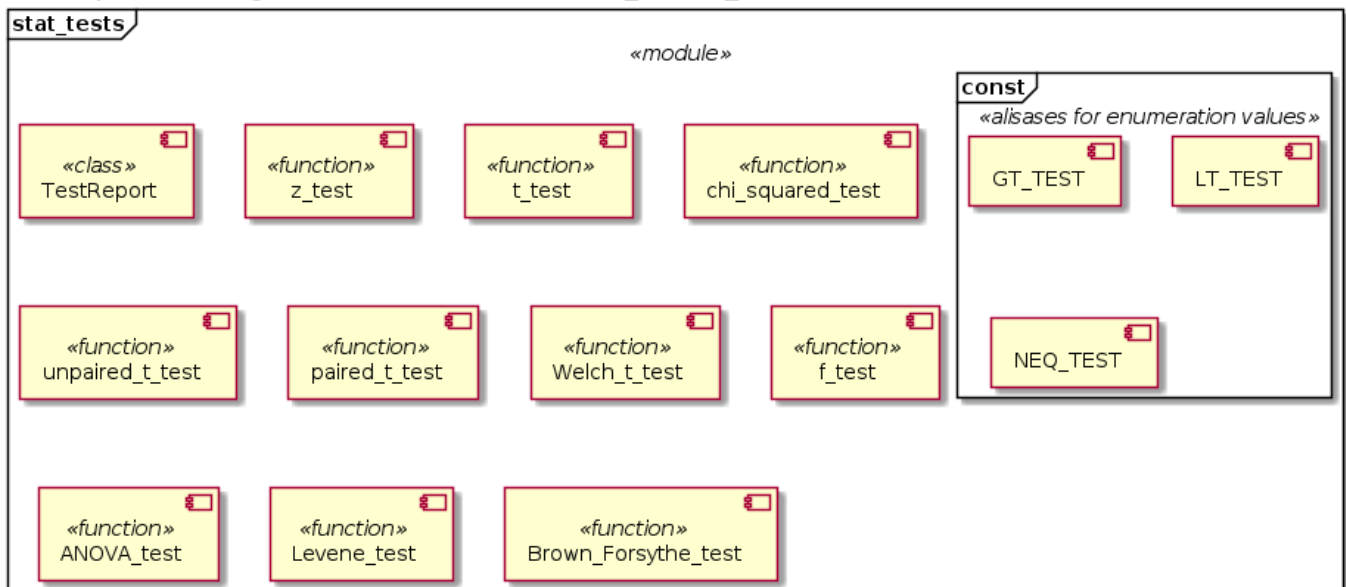 stat_tests
«module»
const
«alisases for enumeration values»
«class»
TestReport
«function»
z_test
«function»
t_test
«function»
chi_squared_test
GT_TEST
LT_TEST
«function»
unpaired_t_test
«function»
paired_t_test
«function»
Welch_t_test
«function»
f_test
NEQ_TEST
«function»
ANOVA_test
«function»
Levene_test
«function»
Brown_Forsythe_test